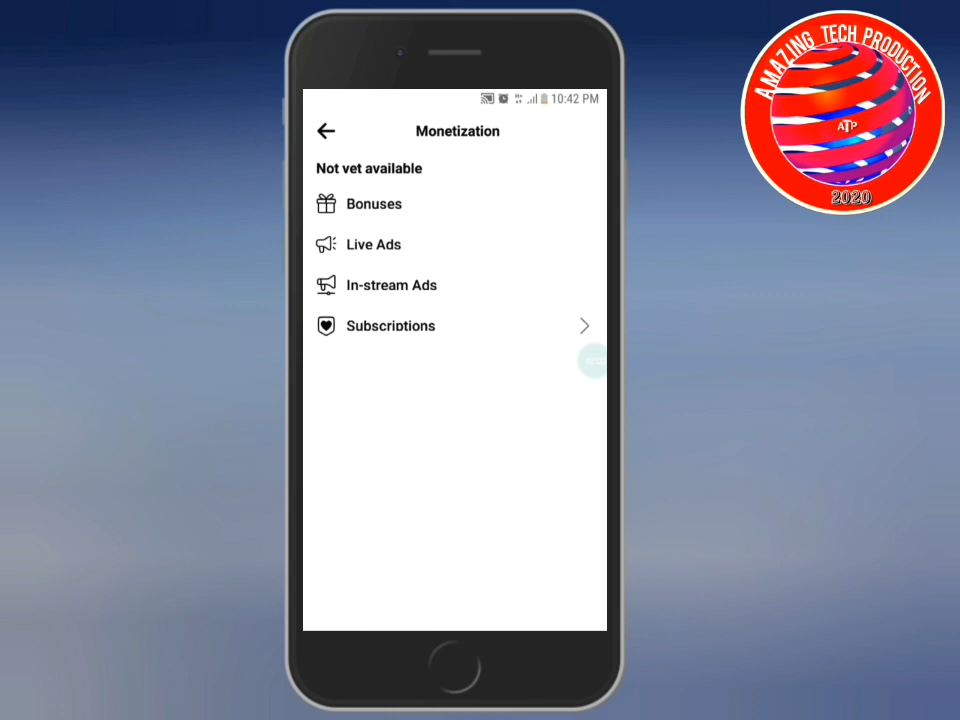 AMAZING TECH PRODUCTION
ATP
2020
10:42 PM
Monetization
Not yet available
Bonuses
Live Ads
In-stream Ads
Subscriptions